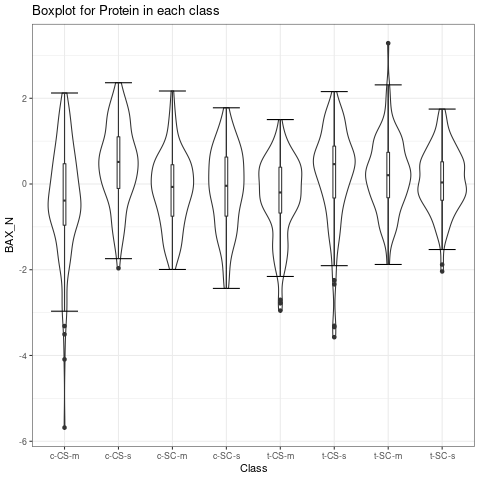 Boxplot for Protein in each class
BAX_N
2
0
-2
-4
-6
c-CS-m c-CS-s c-SC-m c-SC-s t-CS-m t-CS-s t-SC-m t-SC-s
Class